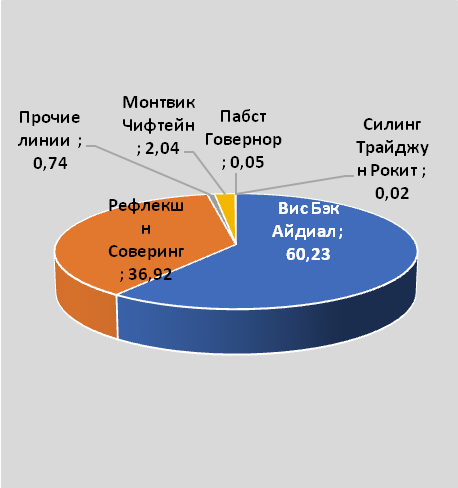 Прочие
линии ;
0,74
Монтвик
Чифтейн
; 2,04
Пабст
Говернор
; 0,05
Силинг
Трайджу
н Рокит ;
0,02
Рефлекш
н
Соверинг
; 36,92
Вис Бэк
Айдиал;
60,23